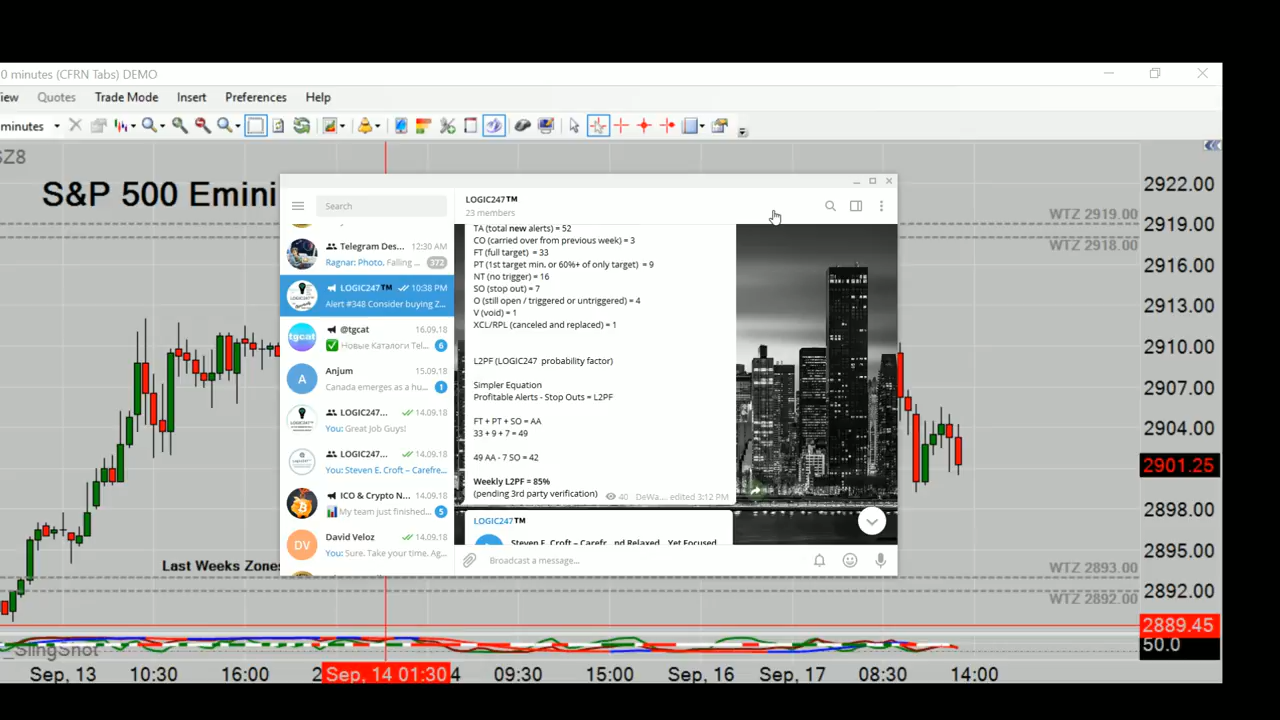 0 minutes (CFRN Tabs) DEMO
iew Quotes Trade Mode Insert Preferences Help
minutes
SZ8
S&P 500 Emini
2922.00
WTZ 2919.00
2919.00
WTZ 2918.00
2916.00
2913.00
2910.00
2907.00
2904.00
2901.25
2898.00
2895.00
WTZ 2893.00
2892.00
WTZ 2892.00
2889.45
50.0
Last Weeks Zones
_SlingShot
Sep, 13 10:30 16:00 2 Sep, 14 01:30 4 09:30 15:00 Sep, 16 Sep, 17 08:30 14:00
Search
Telegram Des... 12:30 AM
Ragnar: Photo, Falling ... 372
LOGIC247™ 10:38 PM
Alert #348 Consider buying Z...
@tgcat 16.09.18
✅ Новые Каталоги Tel... 6
A
Anjum 15.09.18
Canada emerges as a hu... 1
LOGIC247... 14.09.18
You: Great Job Guys!
LOGIC247... 14.09.18
You: Steven E. Croft – Carefre...
ICO & Crypto N... 14.09.18
📊 My team just finished... 5
DV
David Veloz 14.09.18
You: Sure. Take your time. Ag...
LOGIC247™
23 members
TA (total new alerts) = 52
CO (carried over from previous week) = 3
FT (full target) = 33
PT (1st target min. or 60%+ of only target) = 9
NT (no trigger) = 16
SO (stop out) = 7
O (still open / triggered or untriggered) = 4
V (void) = 1
XCL/RPL (canceled and replaced) = 1
L2PF (LOGIC247 probability factor)
Simpler Equation
Profitable Alerts - Stop Outs = L2PF
FT + PT + SO = AA
33 + 9 + 7 = 49
49 AA - 7 SO = 42
Weekly L2PF = 85%
(pending 3rd party verification) 40 DeWa... edited 3:12 PM
LOGIC247™
Steven E. Croft – Carefr... nd Relaxed... Yet Focused
Broadcast a message...